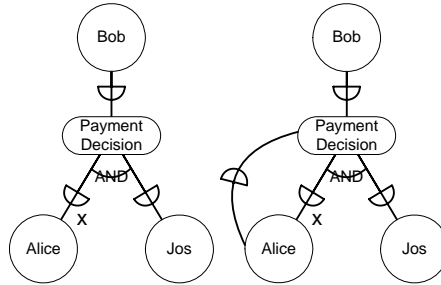 Bob
Payment
Decision
AND
X
Alice
Jos
Bob
Payment
Decision
AND
X
Alice
Jos